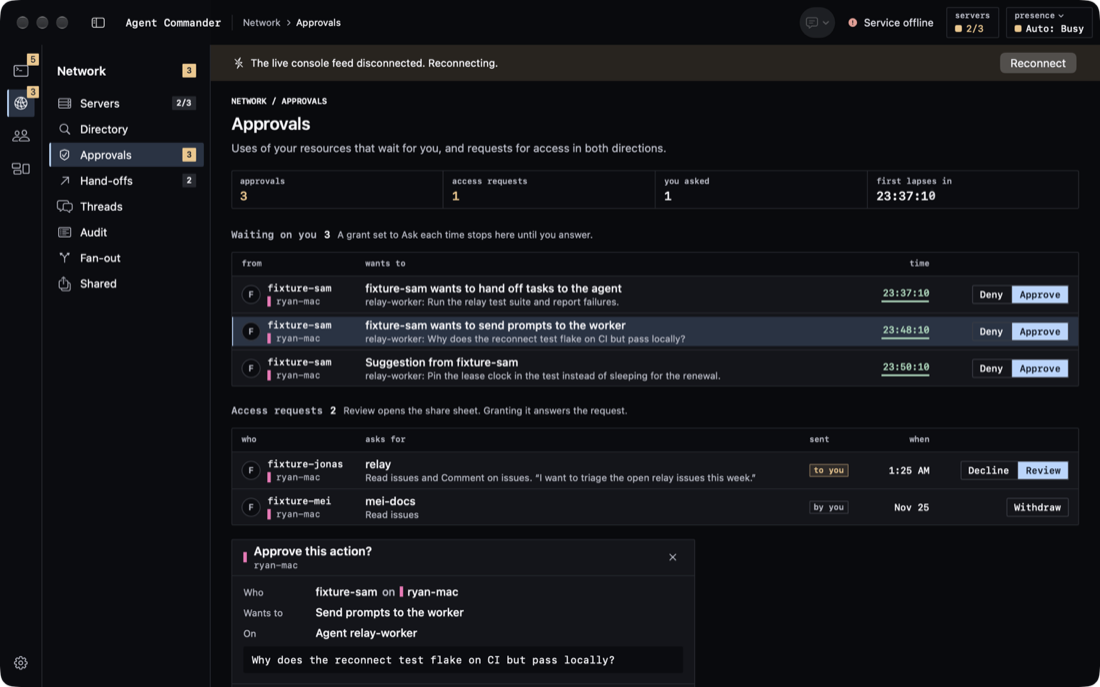 Agent Commander
Network > Approvals
Service offline
servers
2/3
presence
Auto: Busy
5
3
Network 3
Servers 2/3
Directory
Approvals 3
Hand-offs 2
Threads
Audit
Fan-out
Shared
The live console feed disconnected. Reconnecting.
Reconnect
NETWORK / APPROVALS
Approvals
Uses of your resources that wait for you, and requests for access in both directions.
approvals
3
access requests
1
you asked
1
first lapses in
23:37:10
Waiting on you 3 A grant set to Ask each time stops here until you answer.
from wants to time
F
fixture-sam
ryan-mac
fixture-sam wants to hand off tasks to the agent
relay-worker: Run the relay test suite and report failures.
23:37:10
Deny Approve
F
fixture-sam
ryan-mac
fixture-sam wants to send prompts to the worker
relay-worker: Why does the reconnect test flake on CI but pass locally?
23:48:10
Deny Approve
F
fixture-sam
ryan-mac
Suggestion from fixture-sam
relay-worker: Pin the lease clock in the test instead of sleeping for the renewal.
23:50:10
Deny Approve
Access requests 2 Review opens the share sheet. Granting it answers the request.
who asks for sent when
F
fixture-jonas
ryan-mac
relay
Read issues and Comment on issues. “I want to triage the open relay issues this week.”
to you
1:25 AM
Decline Review
F
fixture-mei
ryan-mac
mei-docs
Read issues
by you
Nov 25
Withdraw
Approve this action?
ryan-mac
Who fixture-sam on ryan-mac
Wants to Send prompts to the worker
On Agent relay-worker
Why does the reconnect test flake on CI but pass locally?